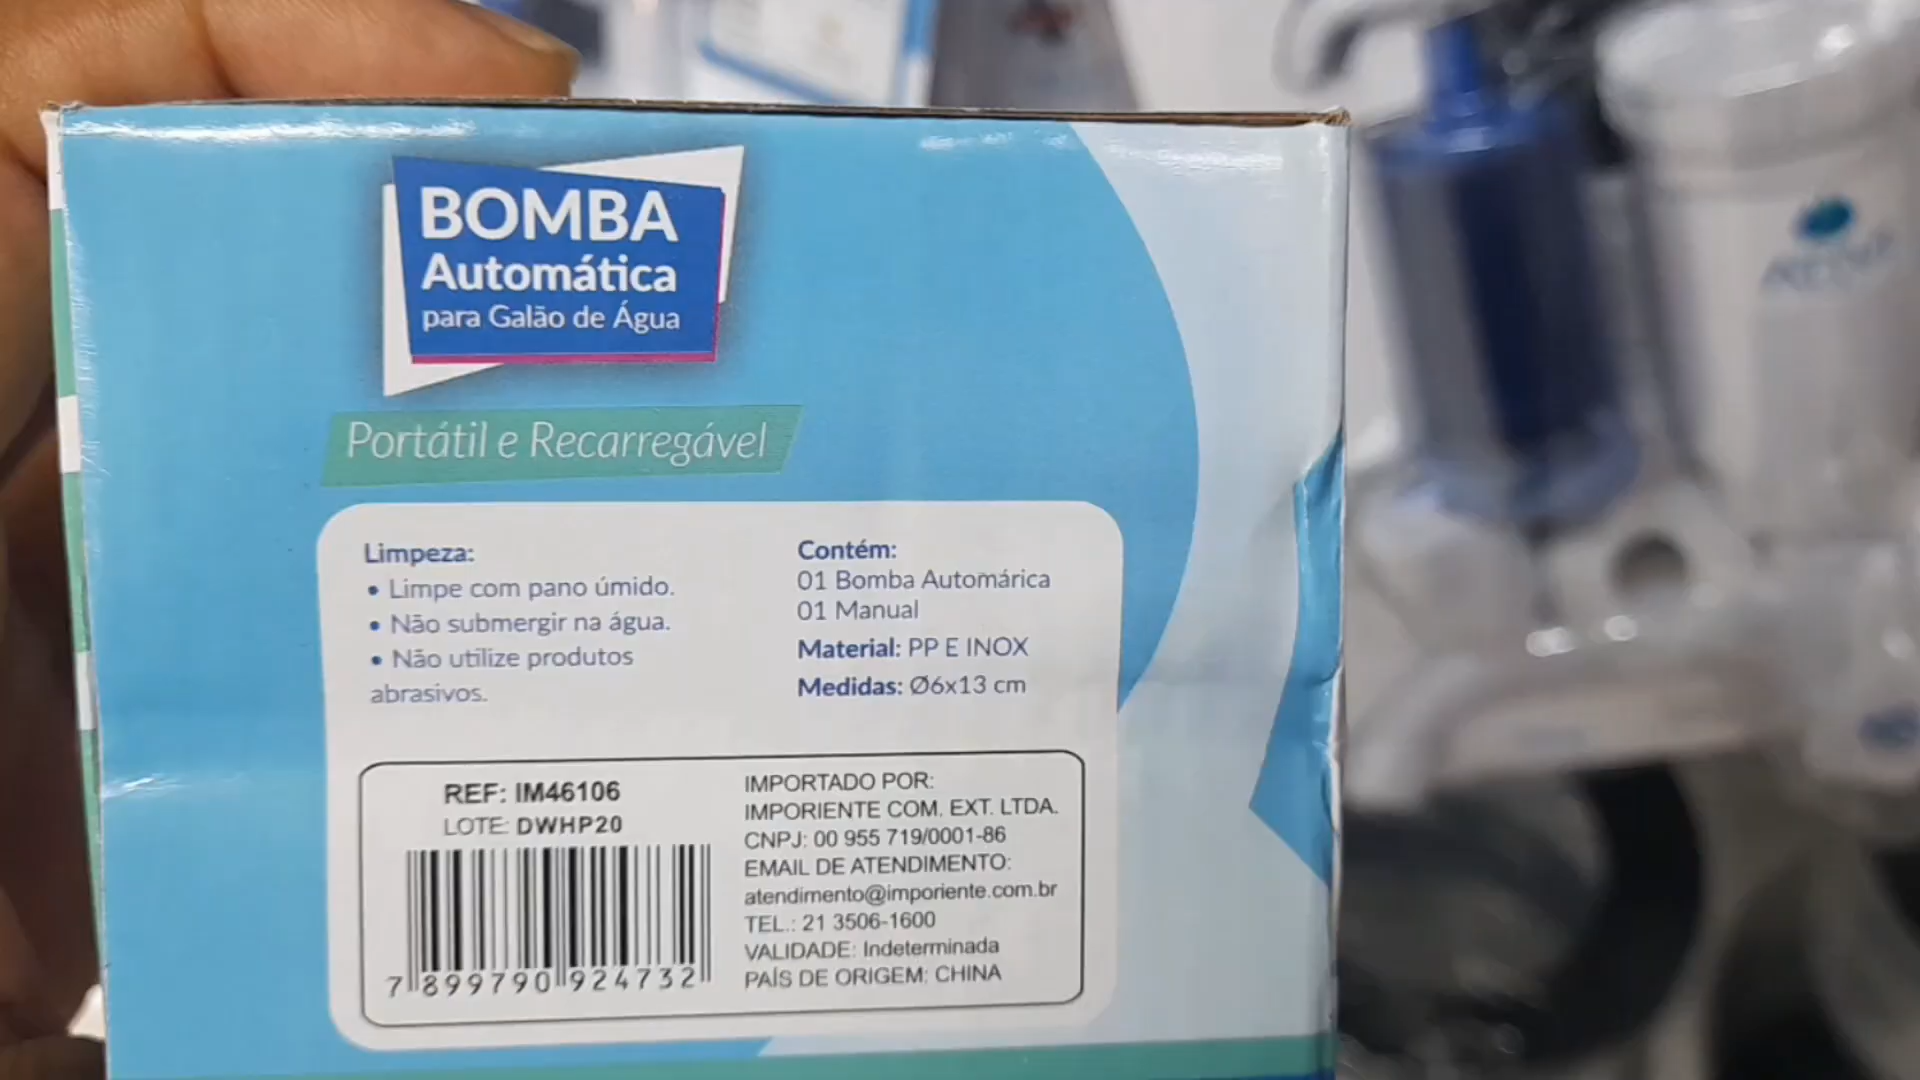 BOMBA
Automática
para Galão de Água
Portátil e Recarregável
Limpeza:
• Limpe com pano úmido.
• Não submergir na água.
• Não utilize produtos
abrasivos.
Contém:
01 Bomba Automárica
01 Manual
Material: PP E INOX
Medidas: Ø6x13 cm
REF: IM46106
LOTE: DWHP20
7 899790 924732
IMPORTADO POR:
IMPORIENTE COM. EXT. LTDA.
CNPJ: 00 955 719/0001-86
EMAIL DE ATENDIMENTO:
atendimento@imporiente.com.br
TEL.: 21 3506-1600
VALIDADE: Indeterminada
PAÍS DE ORIGEM: CHINA